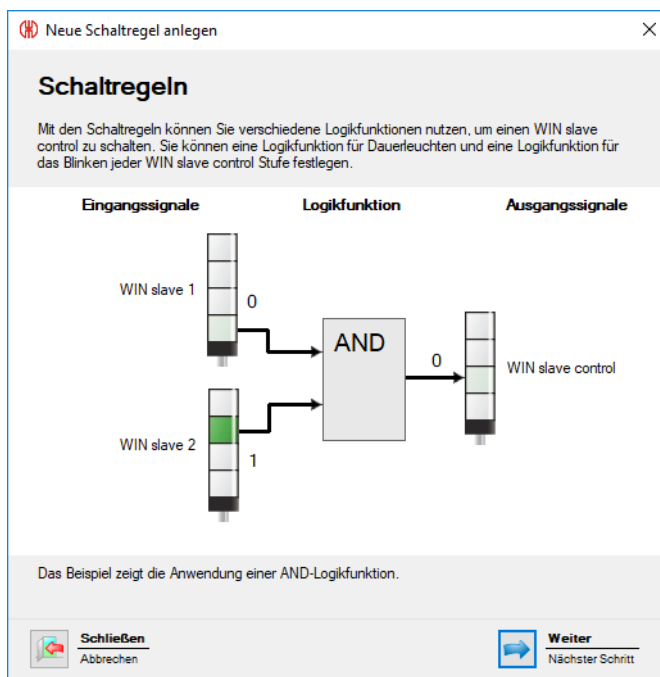 Neue Schaltregel anlegen
Schaltregeln
Mit den Schaltregeln können Sie verschiedene Logikfunktionen nutzen, um einen WIN slave
control zu schalten. Sie können eine Logikfunktion für Dauerleuchten und eine Logikfunktion für
das Blinken jeder WIN slave control Stufe festlegen.
Eingangssignale Logikfunktion Ausgangssignale
WIN slave 1
0
AND
0
WIN slave control
WIN slave 2
1
Das Beispiel zeigt die Anwendung einer AND-Logikfunktion.
Schließen
Abbrechen
Weiter
Nächster Schritt